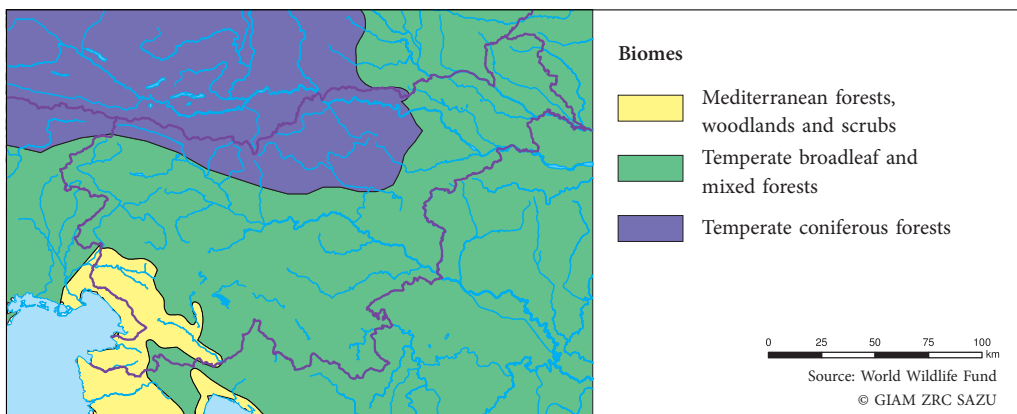 Biomes
Mediterranean forests,
woodlands and scrubs
Temperate broadleaf and
mixed forests
Temperate coniferous forests
0 25 50 75 100
km
Source: World Wildlife Fund
© GIAM ZRC SAZU